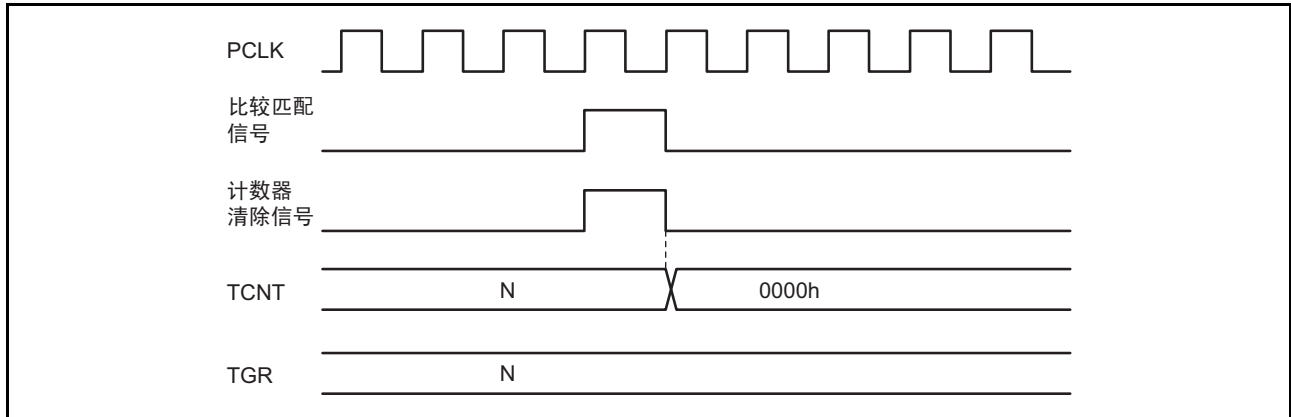 PCLK
比较匹配
信号
计数器
清除信号
TCNT N 0000h
TGR N